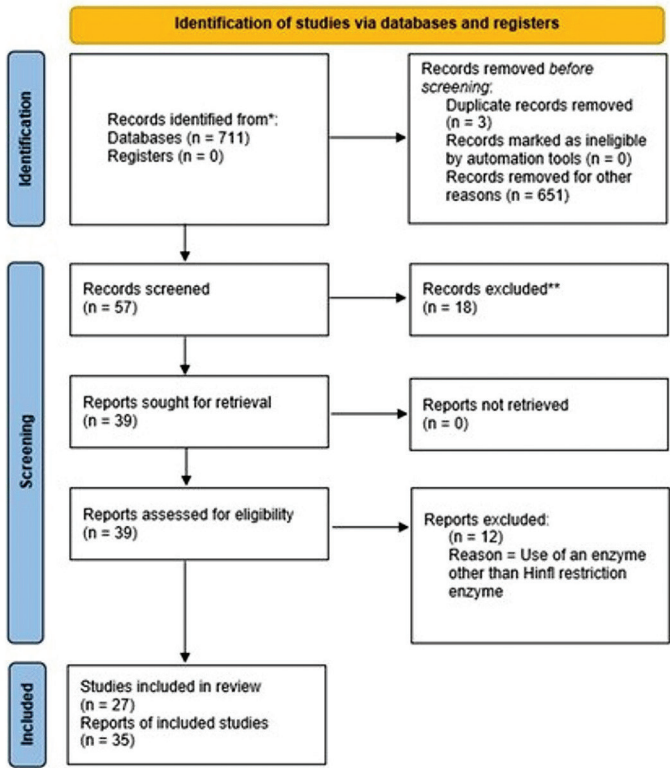 Identification of studies via databases and registers
Identification
Records identified from*:
Databases (n = 711)
Registers (n = 0)
Records removed before
screening:
Duplicate records removed
(n = 3)
Records marked as ineligible
by automation tools (n = 0)
Records removed for other
reasons (n = 651)
Screening
Records screened
(n = 57)
Records excluded**
(n = 18)
Reports sought for retrieval
(n = 39)
Reports not retrieved
(n = 0)
Reports assessed for eligibility
(n = 39)
Reports excluded:
(n = 12)
Reason = Use of an enzyme
other than HinfI restriction
enzyme
Included
Studies included in review
(n = 27)
Reports of included studies
(n = 35)